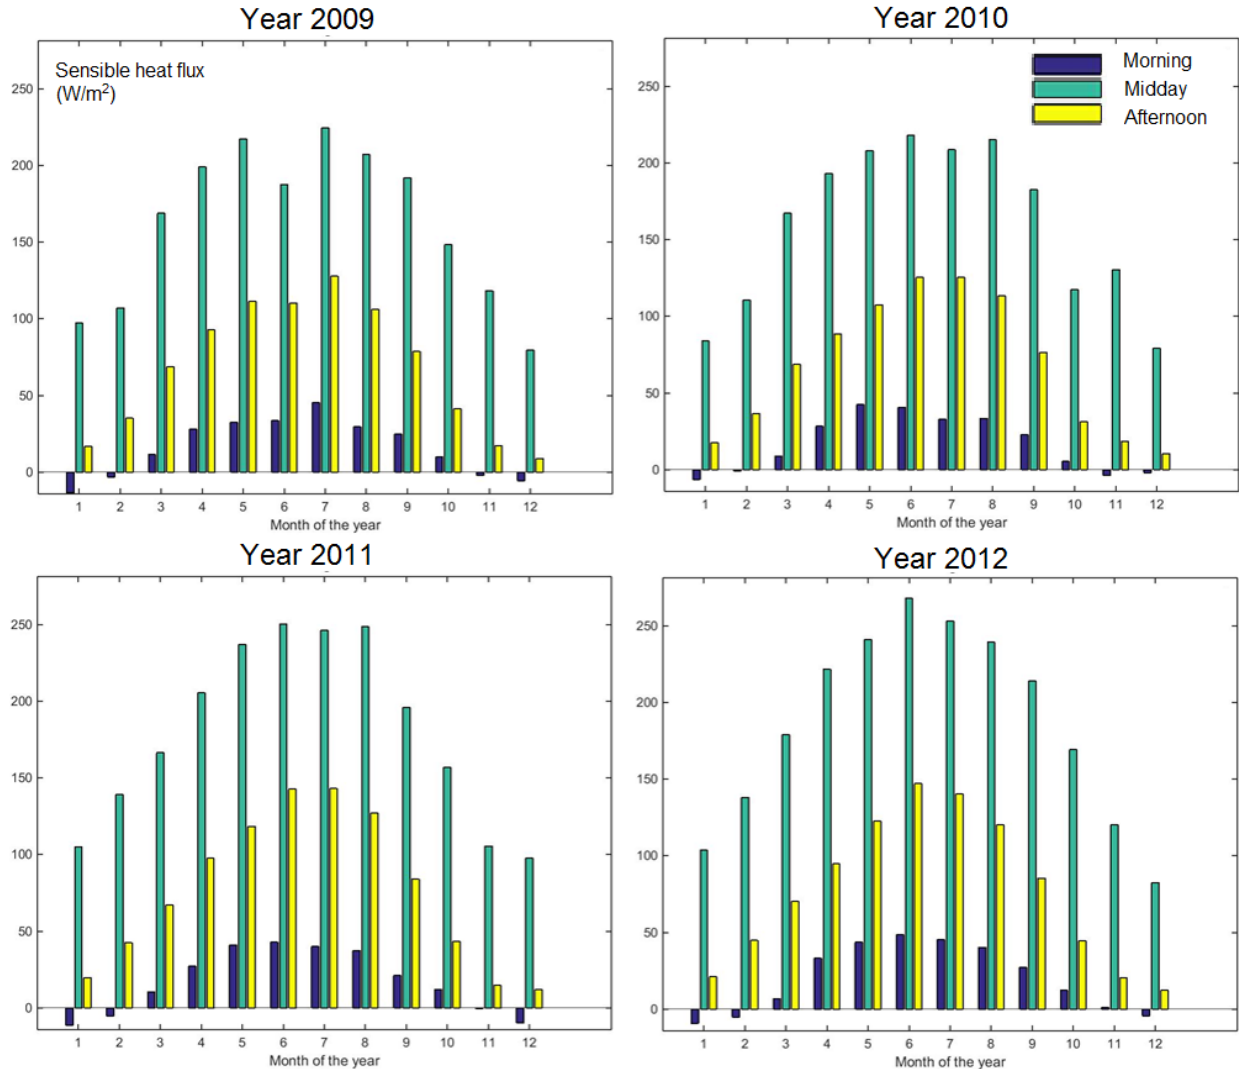 Year 2009
Sensible heat flux
(W/m²)
250
200
150
100
50
0
1 2 3 4 5 6 7 8 9 10 11 12
Month of the year
Year 2010
Morning
Midday
Afternoon
250
200
150
100
50
0
1 2 3 4 5 6 7 8 9 10 11 12
Month of the year
Year 2011
250
200
150
100
50
0
1 2 3 4 5 6 7 8 9 10 11 12
Month of the year
Year 2012
250
200
150
100
50
0
1 2 3 4 5 6 7 8 9 10 11 12
Month of the year